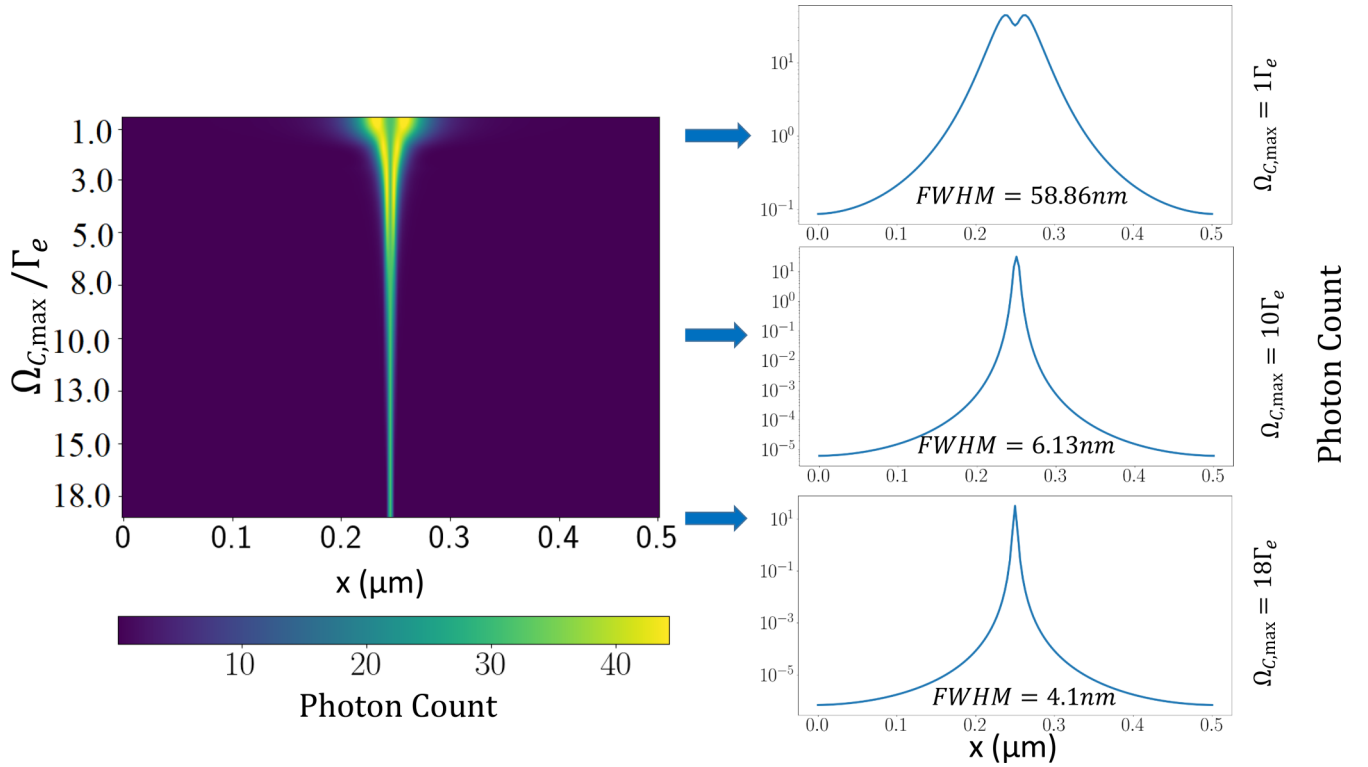 Ω_{C,max} /Γ_e
1.0
3.0
5.0
8.0
10.0
13.0
15.0
18.0
0 0.1 0.2 0.3 0.4 0.5
x (μm)
10 20 30 40
Photon Count
10^1
10^0
10^{-1}
FWHM = 58.86nm
0.0 0.1 0.2 0.3 0.4 0.5
Ω_{C,max} = 1Γ_e
10^1
10^0
10^{-1}
10^{-2}
10^{-3}
10^{-4}
10^{-5}
FWHM = 6.13nm
0.0 0.1 0.2 0.3 0.4 0.5
Ω_{C,max} = 10Γ_e
10^1
10^{-1}
10^{-3}
10^{-5}
FWHM = 4.1nm
0.0 0.1 0.2 0.3 0.4 0.5
x (μm)
Ω_{C,max} = 18Γ_e
Photon Count